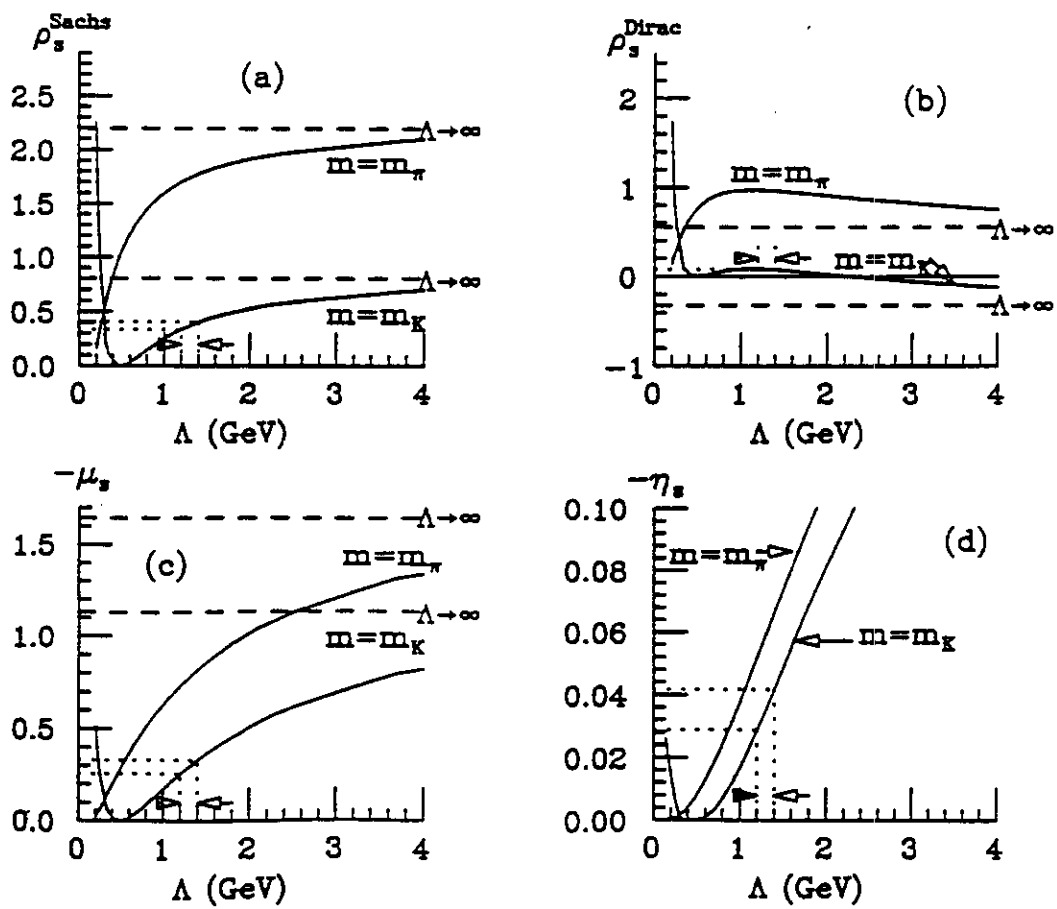 ρ_s^Sachs
(a)
2.5
2.0
1.5
1.0
0.5
0.0
Λ→∞
m=m_π
Λ→∞
m=m_K
0 1 2 3 4
Λ (GeV)
ρ_s^Dirac
(b)
2
1
0
−1
m=m_π
Λ→∞
m=m_K
Λ→∞
0 1 2 3 4
Λ (GeV)
−μ_s
(c)
1.5
1.0
0.5
0.0
Λ→∞
m=m_π
Λ→∞
m=m_K
0 1 2 3 4
Λ (GeV)
−η_s
(d)
0.10
0.08
0.06
0.04
0.02
0.00
m=m_π
m=m_K
0 1 2 3 4
Λ (GeV)